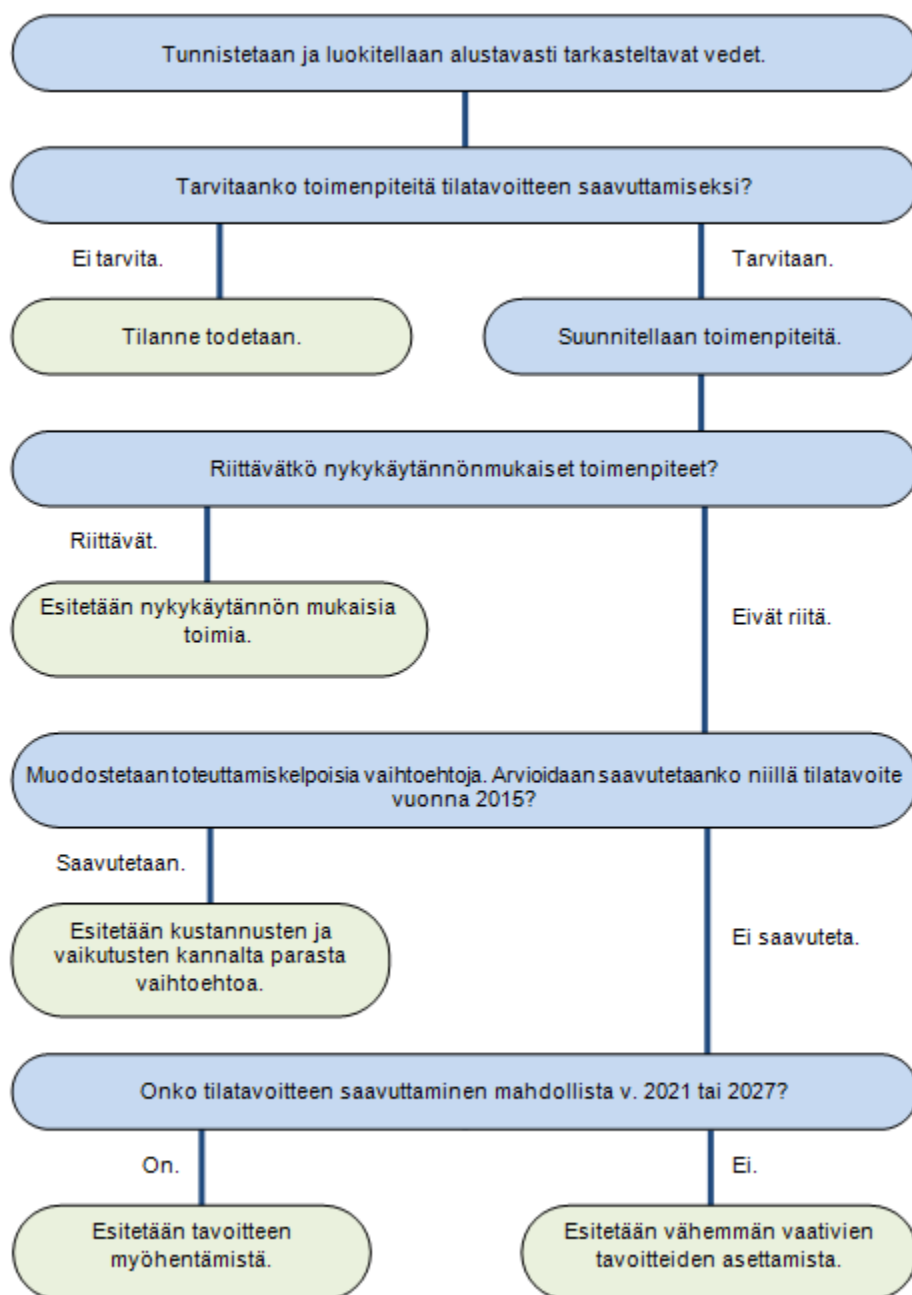 Tunnistetaan ja luokitellaan alustavasti tarkasteltavat vedet.
Tarvitaanko toimenpiteitä tilatavoitteen saavuttamiseksi?
Ei tarvita.
Tarvitaan.
Tilanne todetaan.
Suunnitellaan toimenpiteitä.
Riittävätkö nykykäytännönmukaiset toimenpiteet?
Riittävät.
Esitetään nykykäytännön mukaisia
toimia.
Eivät riitä.
Muodostetaan toteuttamiskelpoisia vaihtoehtoja. Arvioidaan saavutetaanko niillä tilatavoite
vuonna 2015?
Saavutetaan.
Esitetään kustannusten ja
vaikutusten kannalta parasta
vaihtoehtoa.
Ei saavuteta.
Onko tilatavoitteen saavuttaminen mahdollista v. 2021 tai 2027?
On.
Ei.
Esitetään tavoitteen
myöhentämistä.
Esitetään vähemmän vaativien
tavoitteiden asettamista.